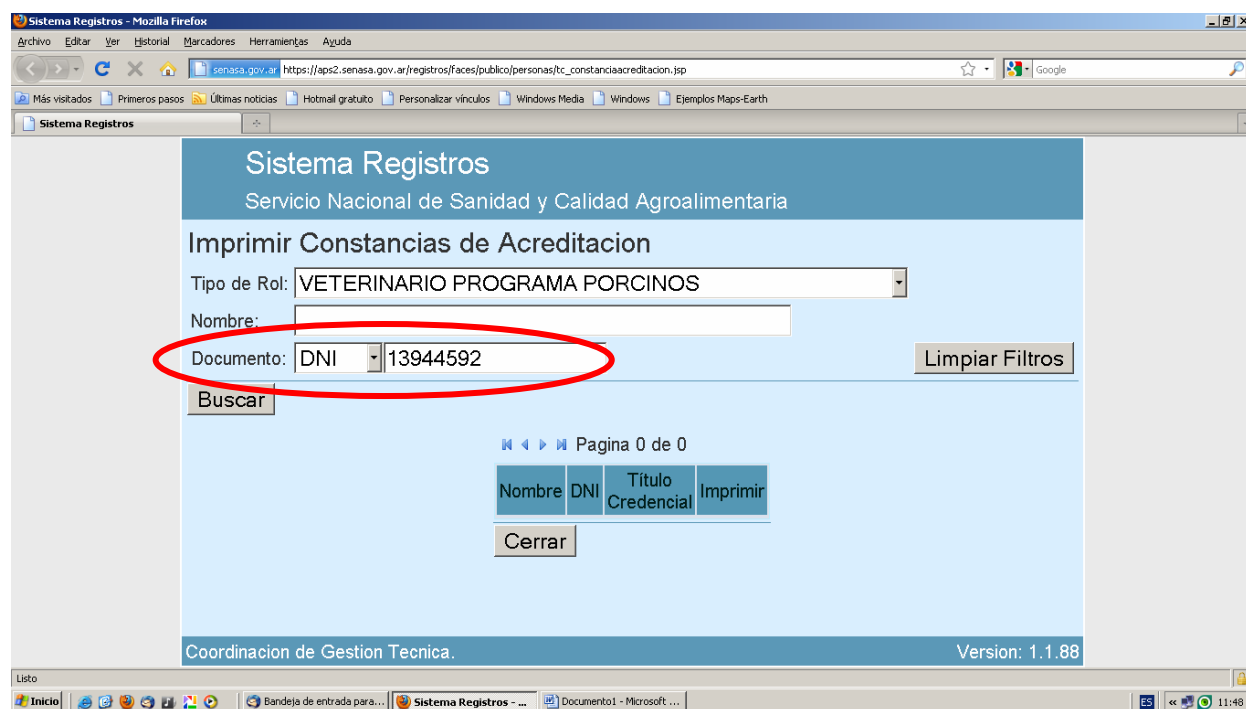 Sistema Registros - Mozilla Firefox
Archivo Editar Ver Historial Marcadores Herramientas Ayuda
senasa.gov.ar https://aps2.senasa.gov.ar/registros/faces/publico/personas/tc_constanciaacreditacion.jsp Google
Más visitados Primeros pasos Últimas noticias Hotmail gratuito Personalizar vínculos Windows Media Windows Ejemplos Maps-Earth
Sistema Registros
Sistema Registros
Servicio Nacional de Sanidad y Calidad Agroalimentaria
Imprimir Constancias de Acreditacion
Tipo de Rol: VETERINARIO PROGRAMA PORCINOS
Nombre:
Documento: DNI 13944592 Limpiar Filtros
Buscar
Pagina 0 de 0
Nombre DNI Título Credencial Imprimir
Cerrar
Coordinacion de Gestion Tecnica. Version: 1.1.88
Listo
Inicio Bandeja de entrada para... Sistema Registros - ... Documento1 - Microsoft ... ES « 11:48